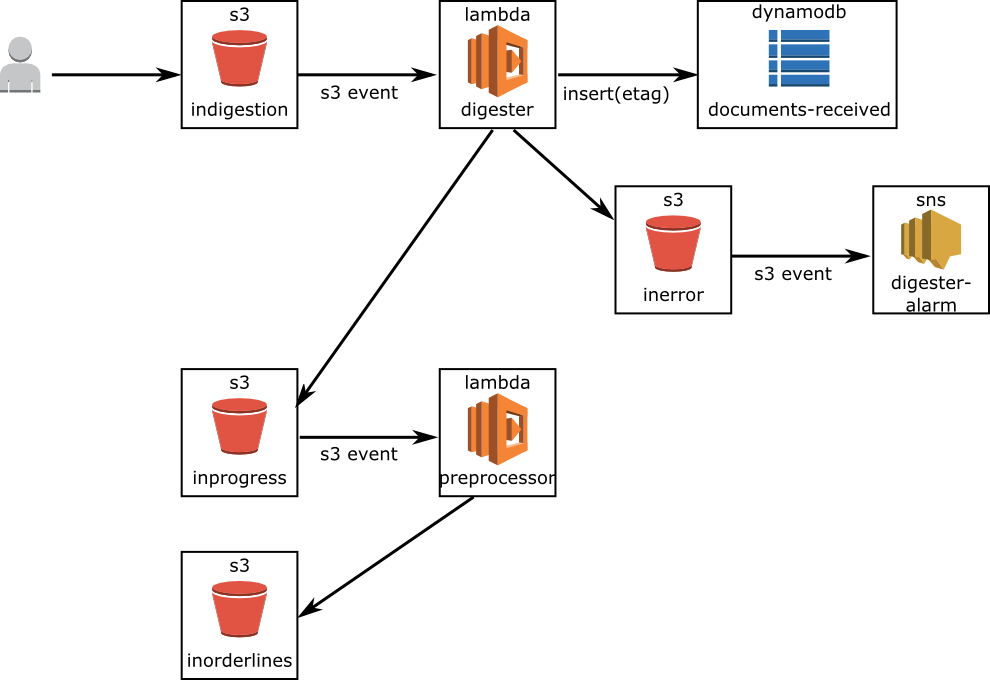 s3
indigestion
s3 event
lambda
digester
insert(etag)
dynamodb
documents-received
s3
inerror
s3 event
sns
digester-
alarm
s3
inprogress
s3 event
lambda
preprocessor
s3
inorderlines